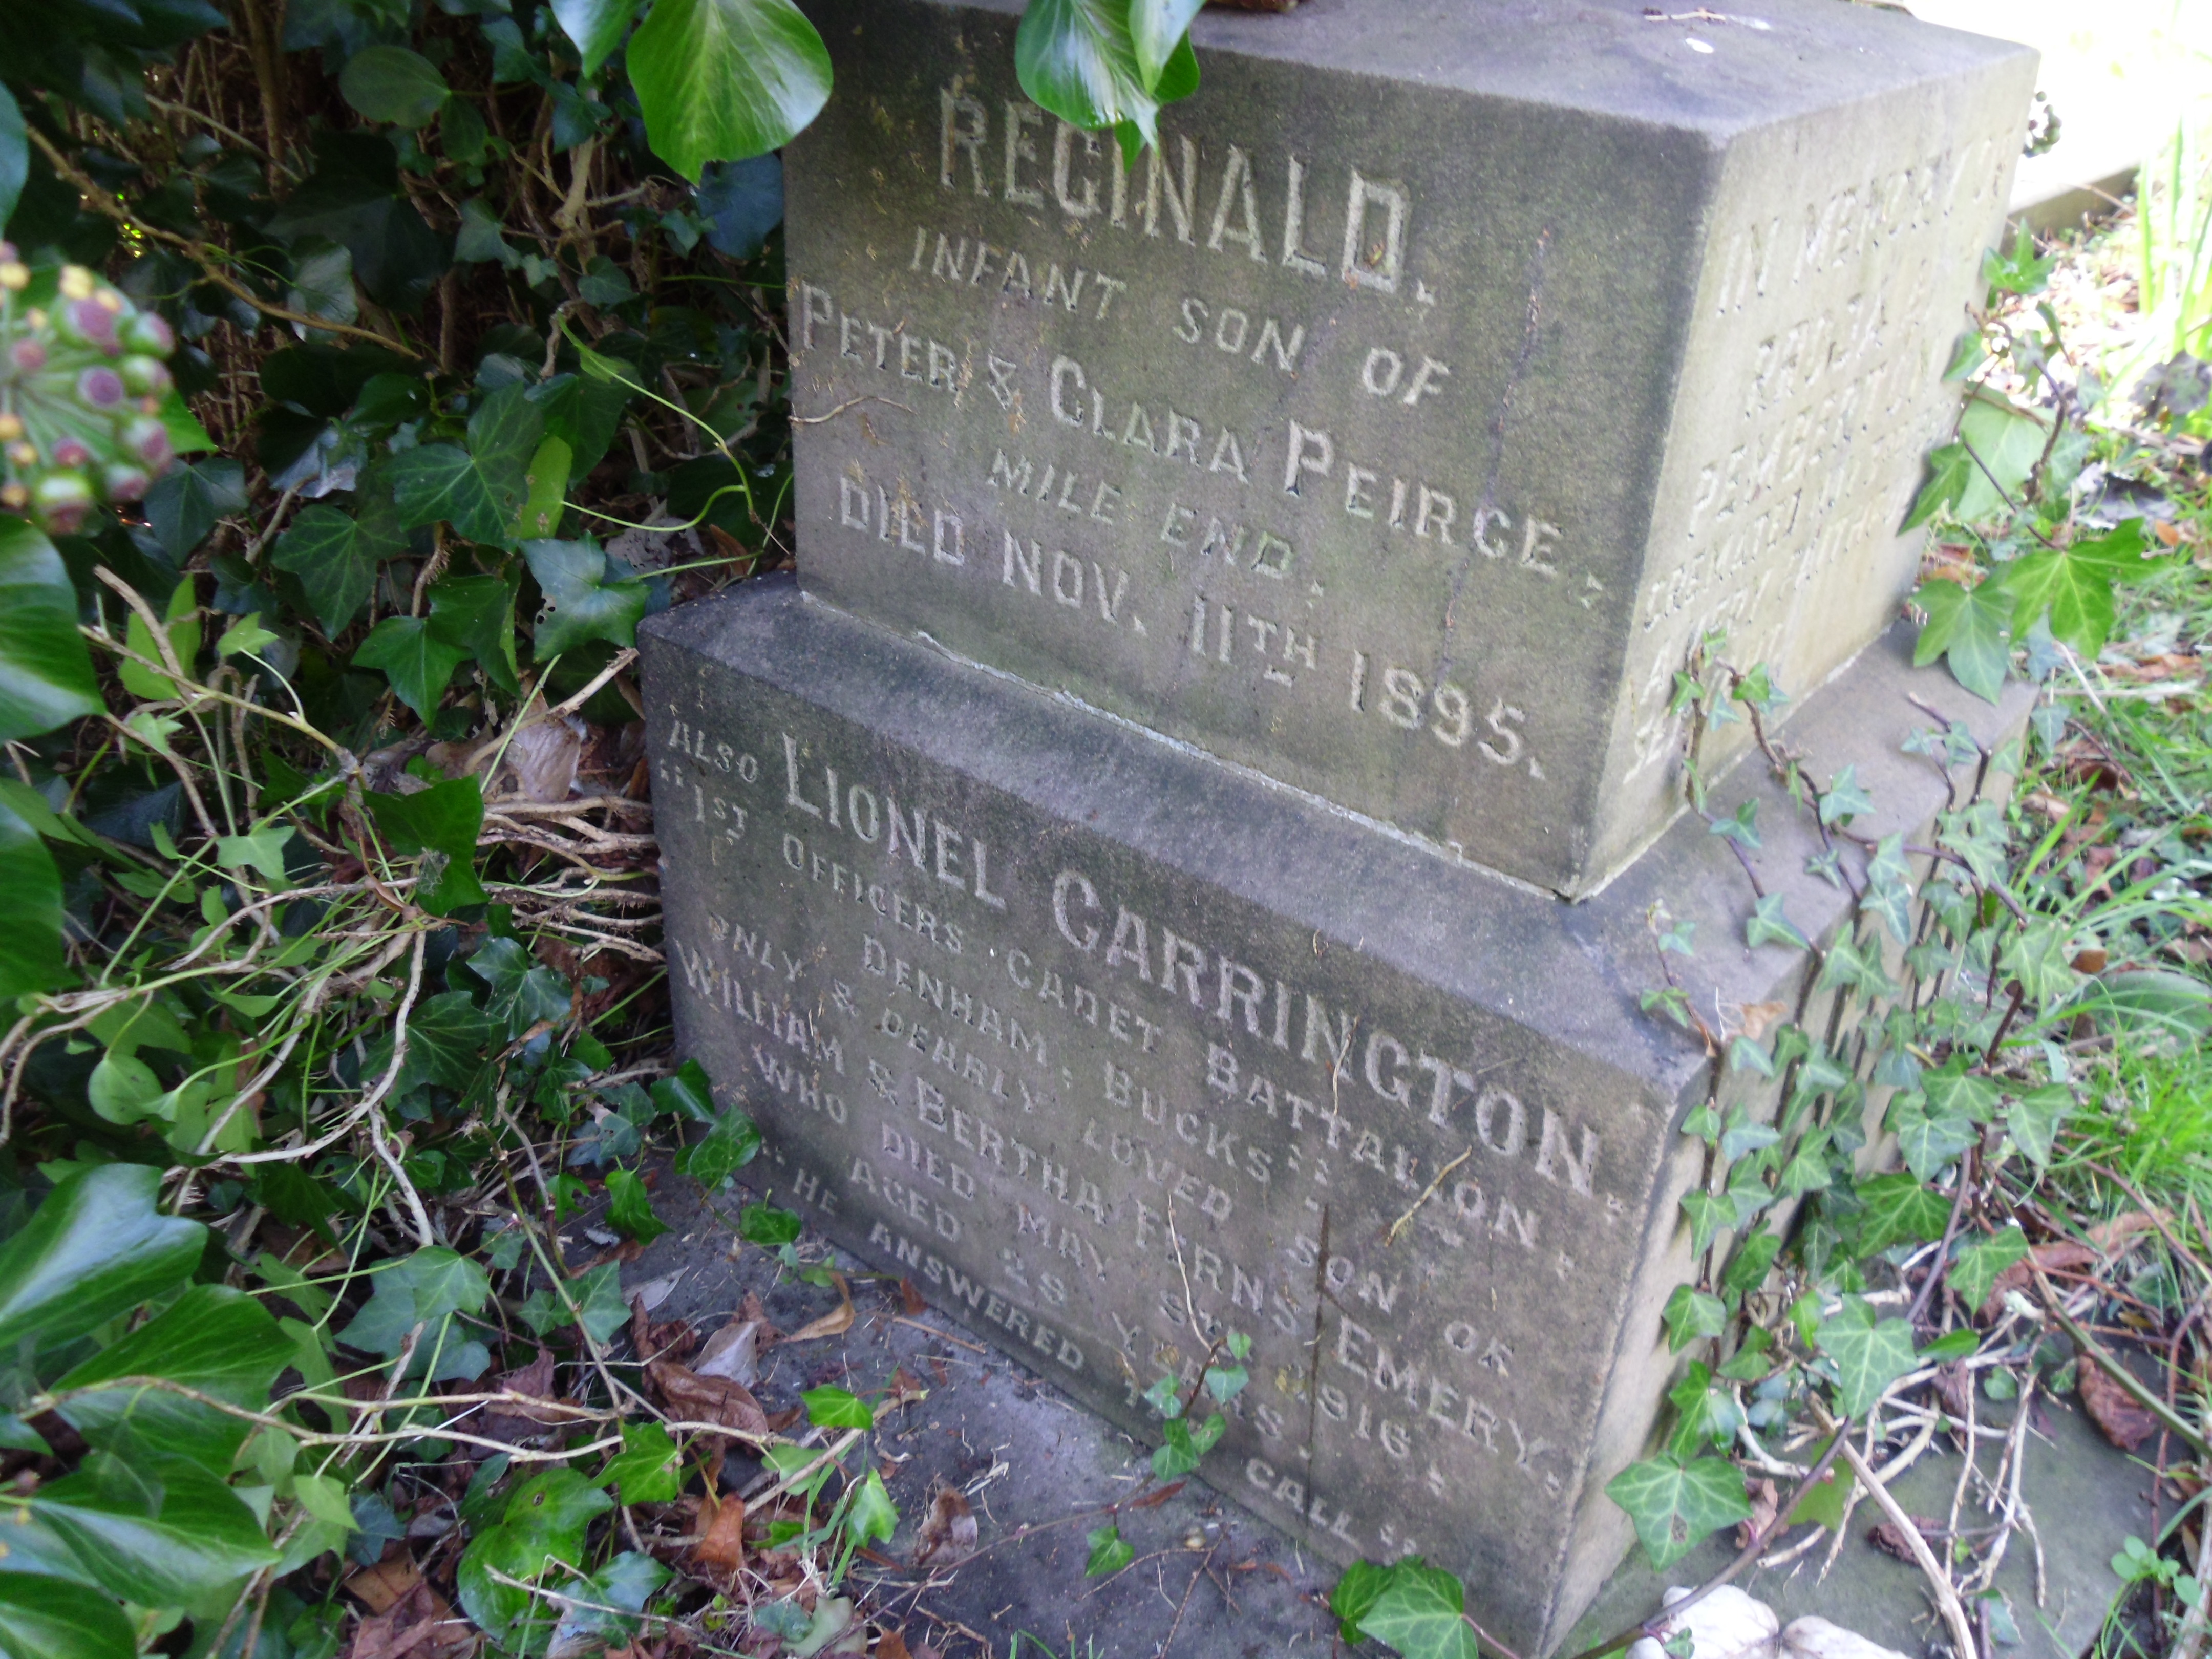 REGINALD.
INFANT SON OF
PETER & CLARA PEIRCE,
MILE END,
DIED NOV. 11TH 1895.
ALSO LIONEL CARRINGTON,
"1ST OFFICERS CADET BATTALION,
DENHAM, BUCKS",
ONLY & DEARLY LOVED SON OF
WILLIAM & BERTHA FERNS EMERY,
WHO DIED MAY 1916,
AGED YEARS.
"HE ANSWERED THE CALL"
IN MEMORY OF
PEMBERTON